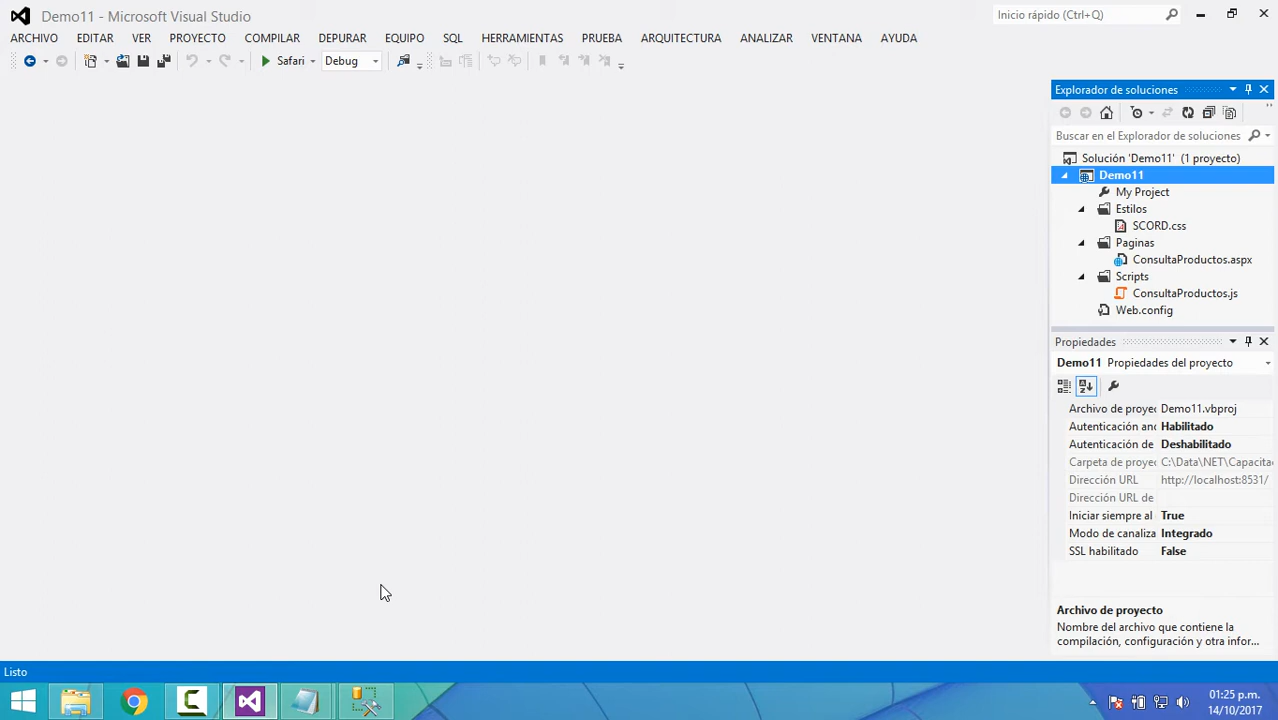 Demo11 - Microsoft Visual Studio
Inicio rápido (Ctrl+Q)
ARCHIVO EDITAR VER PROYECTO COMPILAR DEPURAR EQUIPO SQL HERRAMIENTAS PRUEBA ARQUITECTURA ANALIZAR VENTANA AYUDA
Safari Debug
Explorador de soluciones
Buscar en el Explorador de soluciones
Solución 'Demo11' (1 proyecto)
Demo11
My Project
Estilos
SCORD.css
Paginas
ConsultaProductos.aspx
Scripts
ConsultaProductos.js
Web.config
Propiedades
Demo11 Propiedades del proyecto
Archivo de proyec Demo11.vbproj
Autenticación anc Habilitado
Autenticación de Deshabilitado
Carpeta de proyec C:\Data\NET\Capacitac
Dirección URL http://localhost:8531/
Dirección URL de
Iniciar siempre al True
Modo de canaliza Integrado
SSL habilitado False
Archivo de proyecto
Nombre del archivo que contiene la
compilación, configuración y otra infor...
Listo
01:25 p.m.
14/10/2017